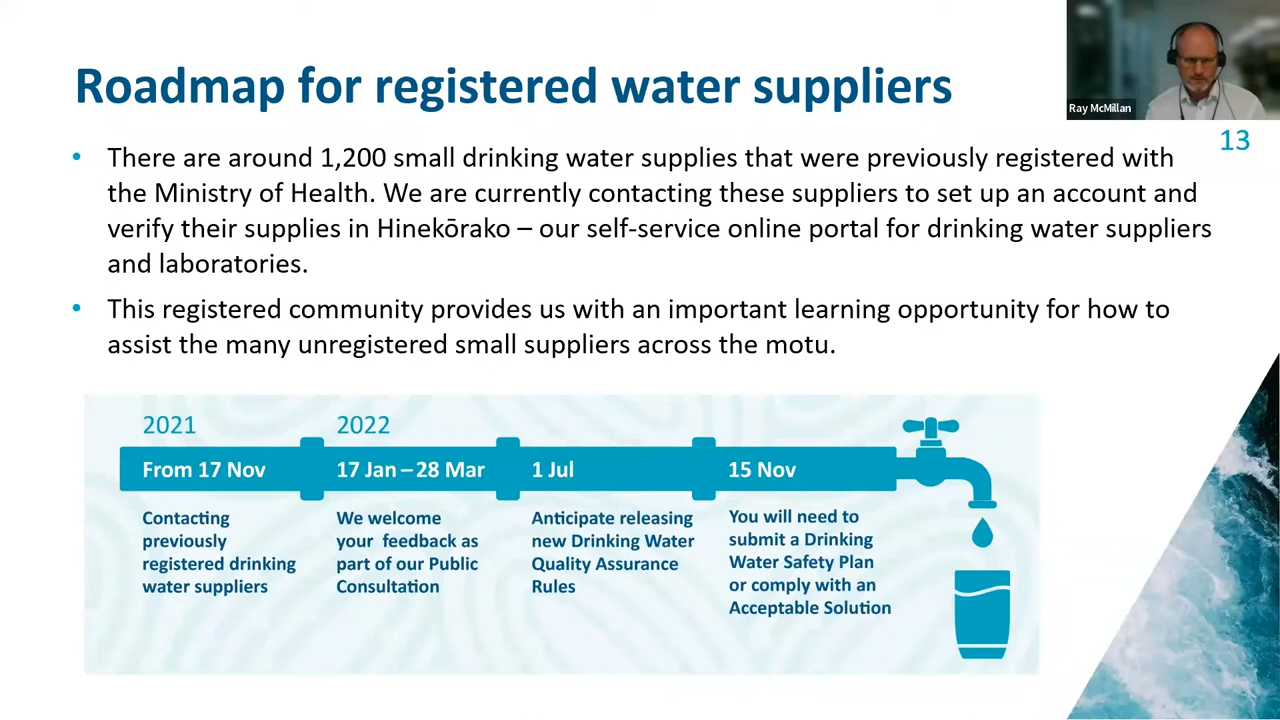 Roadmap for registered water suppliers
Ray McMillan
13
• There are around 1,200 small drinking water supplies that were previously registered with
the Ministry of Health. We are currently contacting these suppliers to set up an account and
verify their supplies in Hinekōrako – our self-service online portal for drinking water suppliers
and laboratories.
• This registered community provides us with an important learning opportunity for how to
assist the many unregistered small suppliers across the motu.
2021
From 17 Nov
Contacting
previously
registered drinking
water suppliers
2022
17 Jan – 28 Mar
We welcome
your feedback as
part of our Public
Consultation
1 Jul
Anticipate releasing
new Drinking Water
Quality Assurance
Rules
15 Nov
You will need to
submit a Drinking
Water Safety Plan
or comply with an
Acceptable Solution